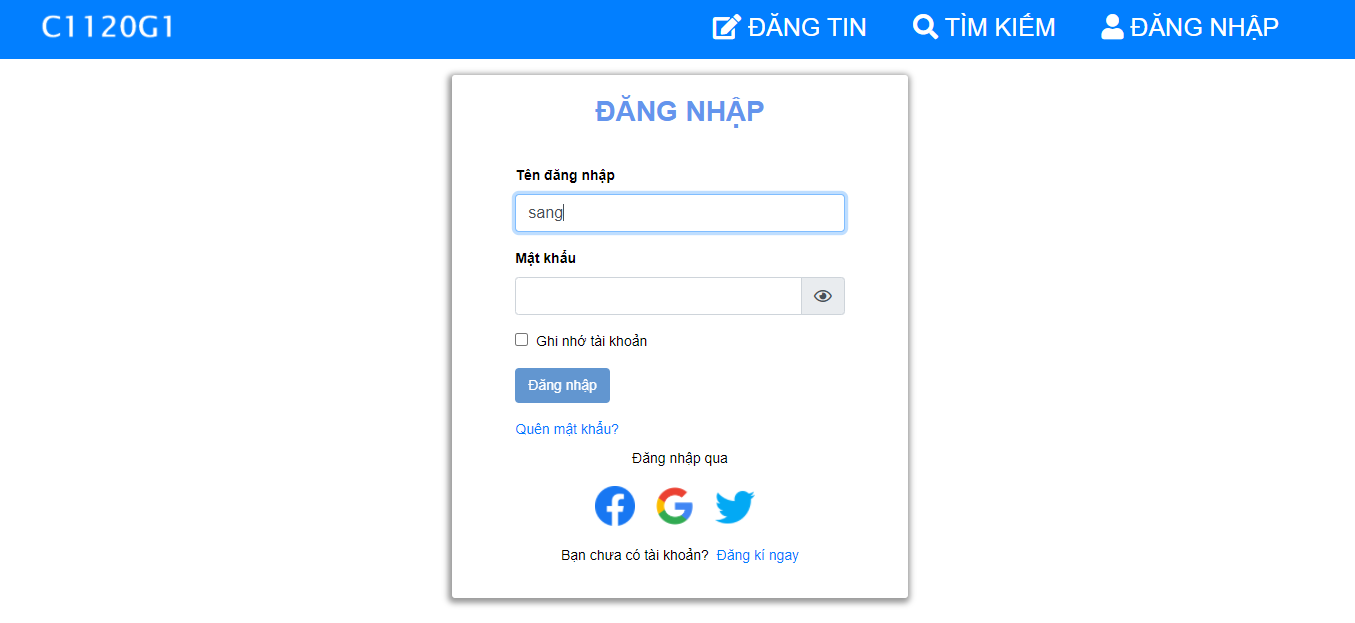 C1120G1 ĐĂNG TIN TÌM KIẾM ĐĂNG NHẬP
ĐĂNG NHẬP
Tên đăng nhập
sang
Mật khẩu
Ghi nhớ tài khoản
Đăng nhập
Quên mật khẩu?
Đăng nhập qua
Bạn chưa có tài khoản? Đăng kí ngay